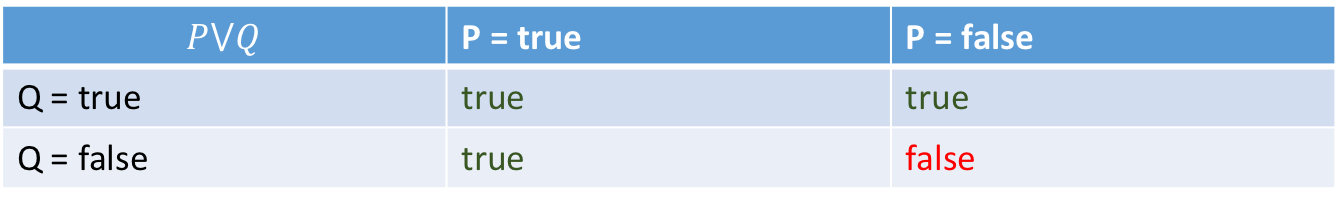 P∨Q P = true P = false
Q = true true true
Q = false true false